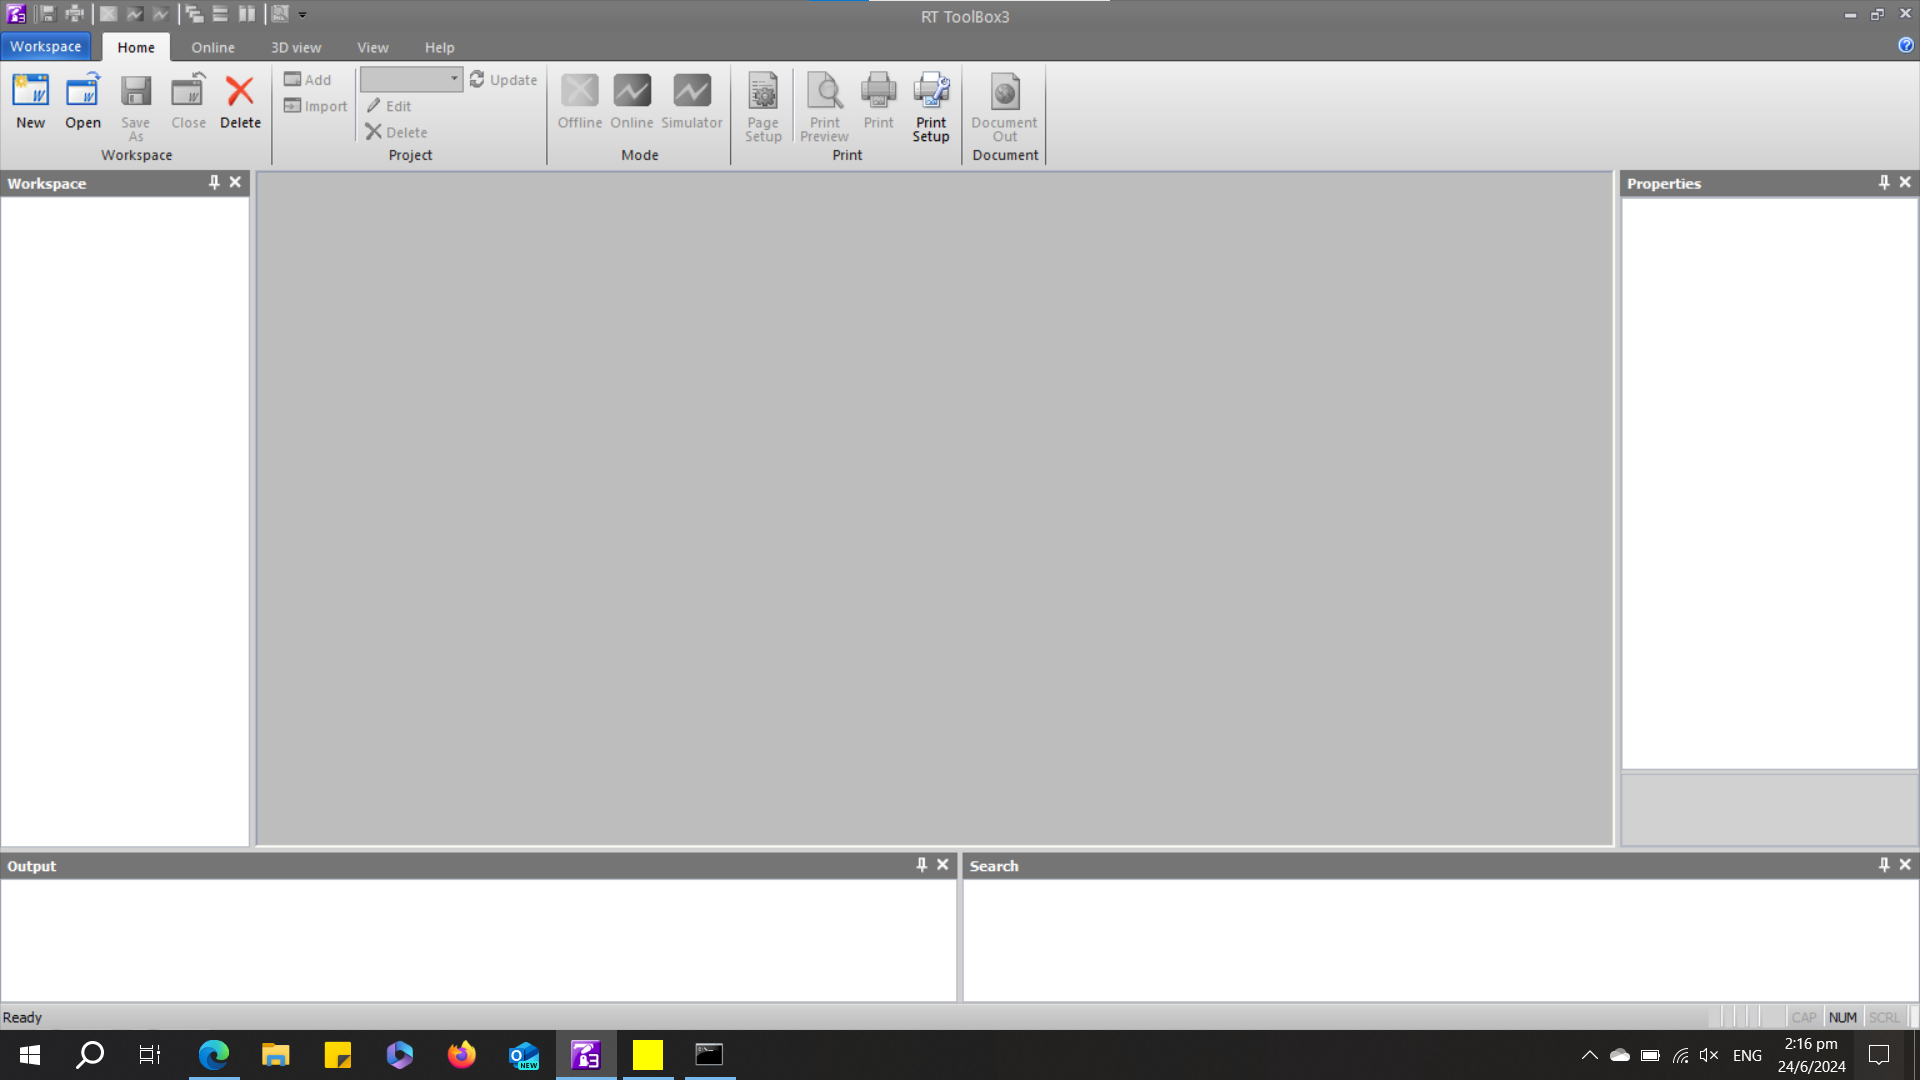 RT ToolBox3
Workspace
Home
Online
3D view
View
Help
New
Open
Save
As
Close
Delete
Workspace
Add
Import
Update
Edit
Delete
Project
Offline
Online
Simulator
Mode
Page
Setup
Print
Preview
Print
Print
Setup
Print
Document
Out
Document
Workspace
Properties
Output
Search
Ready
CAP
NUM
SCRL
NEW
ENG
2:16 pm
24/6/2024